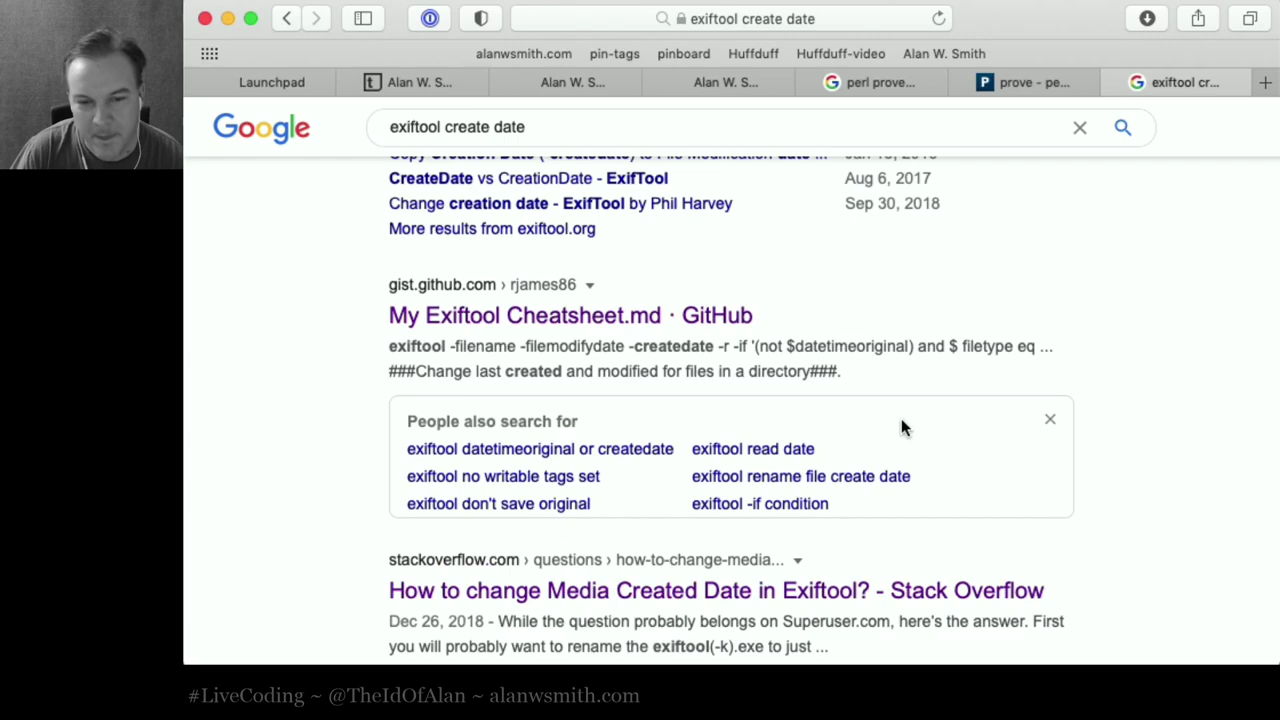 exiftool create date
alanwsmith.com pin-tags pinboard Huffduff Huffduff-video Alan W. Smith
Launchpad Alan W. S... Alan W. S... Alan W. S... perl prove... prove - pe... exiftool cr...
Google exiftool create date
Copy Creation Date (-createdate) to File Modification date ...
CreateDate vs CreationDate - ExifTool Aug 6, 2017
Change creation date - ExifTool by Phil Harvey Sep 30, 2018
More results from exiftool.org
gist.github.com › rjames86
My Exiftool Cheatsheet.md · GitHub
exiftool -filename -filemodifydate -createdate -r -if '(not $datetimeoriginal) and $ filetype eq ...
###Change last created and modified for files in a directory###.
People also search for
exiftool datetimeoriginal or createdate exiftool read date
exiftool no writable tags set exiftool rename file create date
exiftool don't save original exiftool -if condition
stackoverflow.com › questions › how-to-change-media...
How to change Media Created Date in Exiftool? - Stack Overflow
Dec 26, 2018 - While the question probably belongs on Superuser.com, here's the answer. First
you will probably want to rename the exiftool(-k).exe to just ...
#LiveCoding ~ @TheIdOfAlan ~ alanwsmith.com